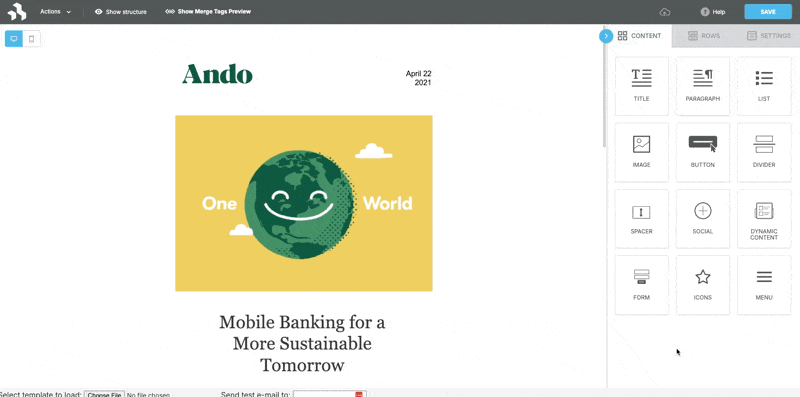 Actions
Show structure
Show Merge Tags Preview
? Help
SAVE
CONTENT
ROWS
SETTINGS
Ando
April 22
2021
One World
Mobile Banking for a
More Sustainable
Tomorrow
TITLE
PARAGRAPH
LIST
IMAGE
BUTTON
DIVIDER
SPACER
SOCIAL
DYNAMIC
CONTENT
FORM
ICONS
MENU
Select template to load: Choose File No file chosen
Send test e-mail to: